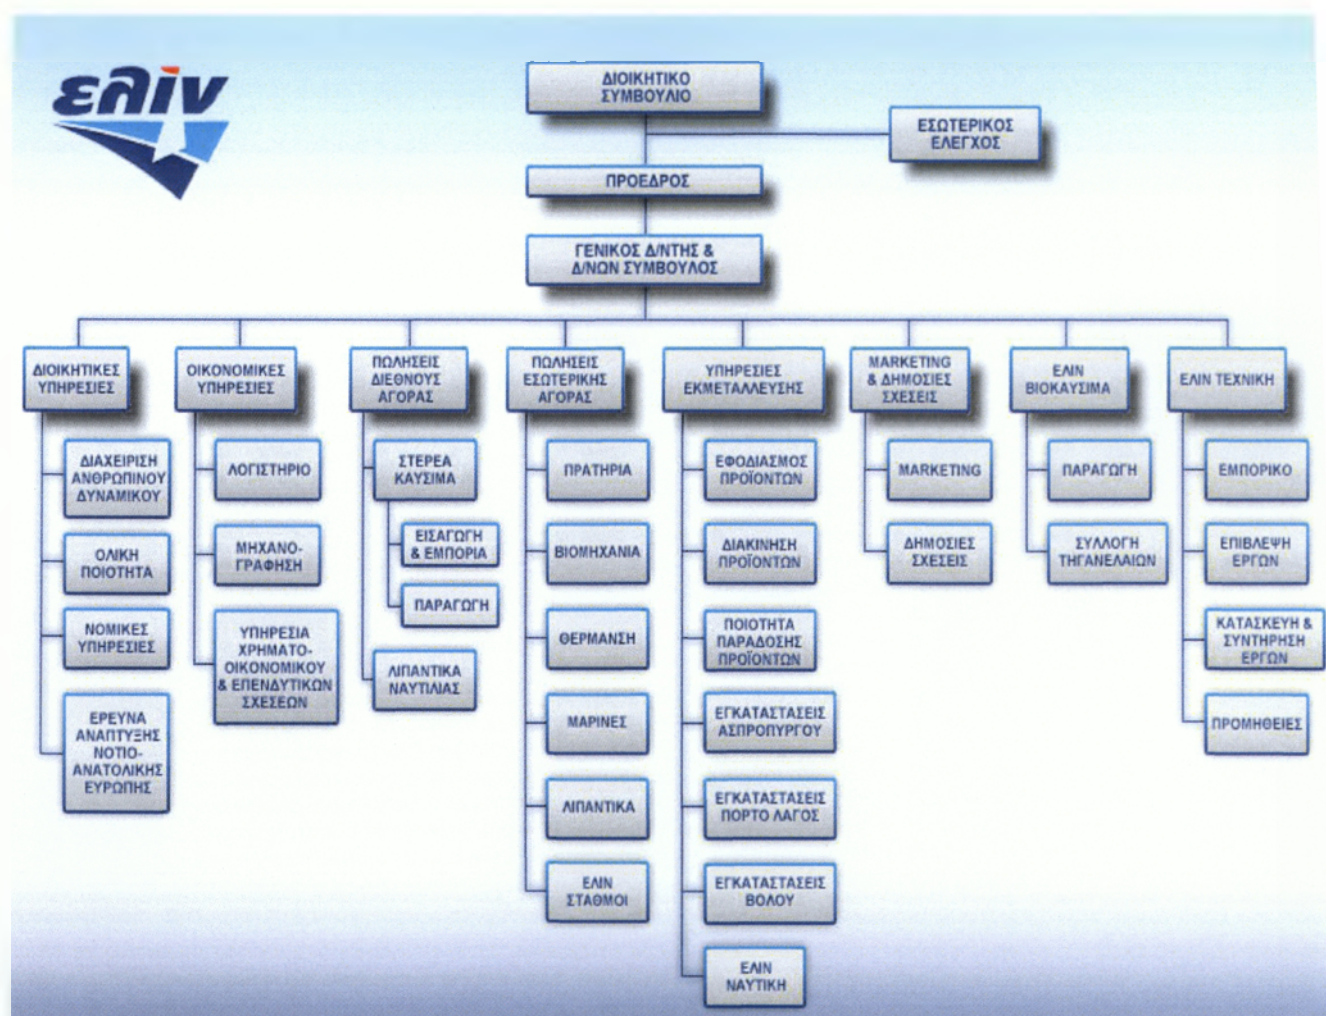 ελίν
ΔΙΟΙΚΗΤΙΚΟ
ΣΥΜΒΟΥΛΙΟ
ΕΣΩΤΕΡΙΚΟΣ
ΕΛΕΓΧΟΣ
ΠΡΟΕΔΡΟΣ
ΓΕΝΙΚΟΣ Δ/ΝΤΗΣ &
Δ/ΝΩΝ ΣΥΜΒΟΥΛΟΣ
ΔΙΟΙΚΗΤΙΚΕΣ
ΥΠΗΡΕΣΙΕΣ
ΔΙΑΧΕΙΡΙΣΗ
ΑΝΘΡΩΠΙΝΟΥ
ΔΥΝΑΜΙΚΟΥ
ΟΛΙΚΗ
ΠΟΙΟΤΗΤΑ
ΝΟΜΙΚΕΣ
ΥΠΗΡΕΣΙΕΣ
ΕΡΕΥΝΑ
ΑΝΑΠΤΥΞΗΣ
ΝΟΤΙΟ-
ΑΝΑΤΟΛΙΚΗΣ
ΕΥΡΩΠΗΣ
ΟΙΚΟΝΟΜΙΚΕΣ
ΥΠΗΡΕΣΙΕΣ
ΛΟΓΙΣΤΗΡΙΟ
ΜΗΧΑΝΟ-
ΓΡΑΦΗΣΗ
ΥΠΗΡΕΣΙΑ
ΧΡΗΜΑΤΟ-
ΟΙΚΟΝΟΜΙΚΟΥ
& ΕΠΕΝΔΥΤΙΚΩΝ
ΣΧΕΣΕΩΝ
ΠΩΛΗΣΕΙΣ
ΔΙΕΘΝΟΥΣ
ΑΓΟΡΑΣ
ΣΤΕΡΕΑ
ΚΑΥΣΙΜΑ
ΕΙΣΑΓΩΓΗ
& ΕΜΠΟΡΙΑ
ΠΑΡΑΓΩΓΗ
ΛΙΠΑΝΤΙΚΑ
ΝΑΥΤΙΛΙΑΣ
ΠΩΛΗΣΕΙΣ
ΕΣΩΤΕΡΙΚΗΣ
ΑΓΟΡΑΣ
ΠΡΑΤΗΡΙΑ
ΒΙΟΜΗΧΑΝΙΑ
ΘΕΡΜΑΝΣΗ
ΜΑΡΙΝΕΣ
ΛΙΠΑΝΤΙΚΑ
ΕΛΙΝ
ΣΤΑΘΜΟΙ
ΥΠΗΡΕΣΙΕΣ
ΕΚΜΕΤΑΛΛΕΥΣΗΣ
ΕΦΟΔΙΑΣΜΟΣ
ΠΡΟΪΟΝΤΩΝ
ΔΙΑΚΙΝΗΣΗ
ΠΡΟΪΟΝΤΩΝ
ΠΟΙΟΤΗΤΑ
ΠΑΡΑΔΟΣΗΣ
ΠΡΟΪΟΝΤΩΝ
ΕΓΚΑΤΑΣΤΑΣΕΙΣ
ΑΣΠΡΟΠΥΡΓΟΥ
ΕΓΚΑΤΑΣΤΑΣΕΙΣ
ΠΟΡΤΟ ΛΑΓΟΣ
ΕΓΚΑΤΑΣΤΑΣΕΙΣ
ΒΟΛΟΥ
ΕΛΙΝ
ΝΑΥΤΙΚΗ
MARKETING
& ΔΗΜΟΣΙΕΣ
ΣΧΕΣΕΙΣ
MARKETING
ΔΗΜΟΣΙΕΣ
ΣΧΕΣΕΙΣ
ΕΛΙΝ
ΒΙΟΚΑΥΣΙΜΑ
ΠΑΡΑΓΩΓΗ
ΣΥΛΛΟΓΗ
ΤΗΓΑΝΕΛΑΙΩΝ
ΕΛΙΝ ΤΕΧΝΙΚΗ
ΕΜΠΟΡΙΚΟ
ΕΠΙΒΛΕΨΗ
ΕΡΓΩΝ
ΚΑΤΑΣΚΕΥΗ &
ΣΥΝΤΗΡΗΣΗ
ΕΡΓΩΝ
ΠΡΟΜΗΘΕΙΕΣ